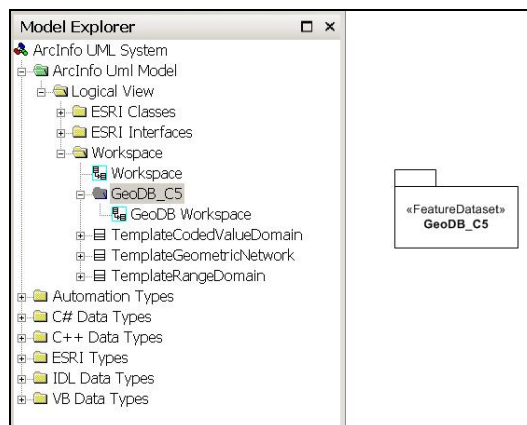 Model Explorer
ArcInfo UML System
ArcInfo Uml Model
Logical View
ESRI Classes
ESRI Interfaces
Workspace
Workspace
GeoDB_C5
GeoDB Workspace
TemplateCodedValueDomain
TemplateGeometricNetwork
TemplateRangeDomain
Automation Types
C# Data Types
C++ Data Types
ESRI Types
IDL Data Types
VB Data Types
«FeatureDataset»
GeoDB_C5